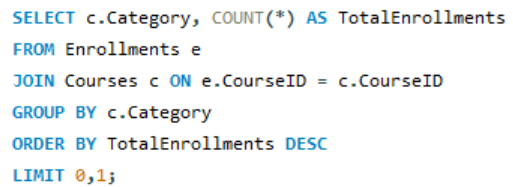 SELECT c.Category, COUNT(*) AS TotalEnrollments
FROM Enrollments e
JOIN Courses c ON e.CourseID = c.CourseID
GROUP BY c.Category
ORDER BY TotalEnrollments DESC
LIMIT 0,1;